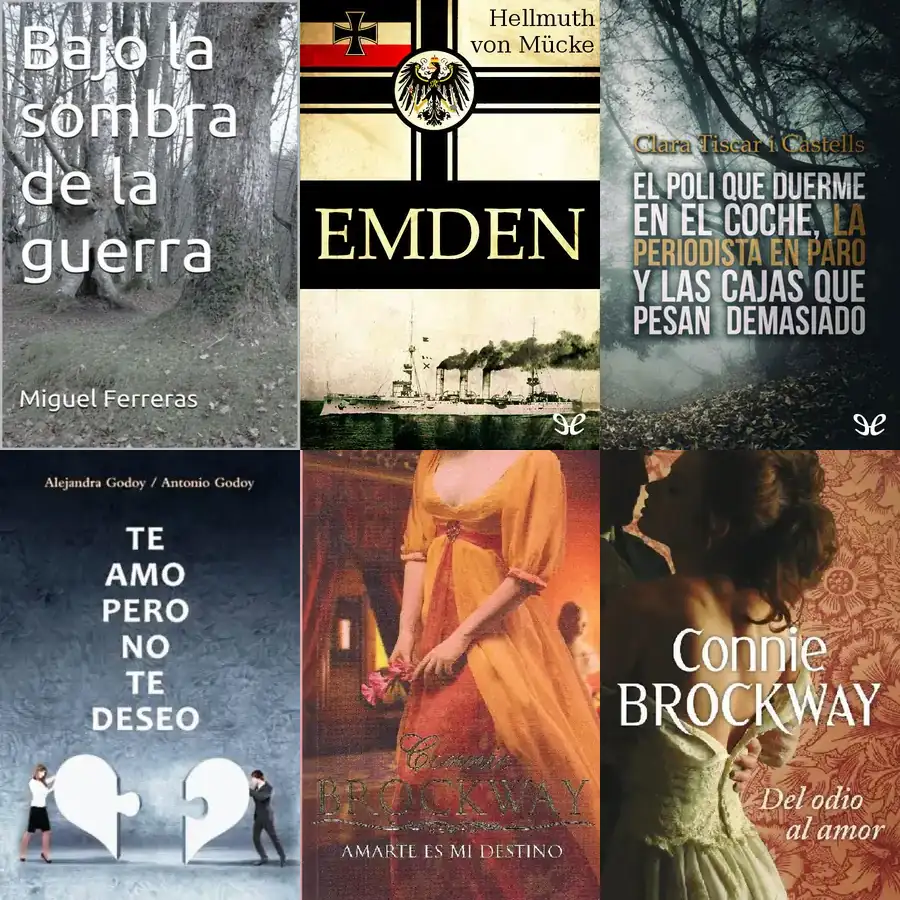 Bajo la
sombra
de la
guerra
Miguel Ferreras
Hellmuth
von Mücke
EMDEN
Clara Tiscar i Castells
EL POLI QUE DUERME
EN EL COCHE, LA
PERIODISTA EN PARO
Y LAS CAJAS QUE
PESAN DEMASIADO
Alejandra Godoy / Antonio Godoy
TE
AMO
PERO
NO
TE
DESEO
Connie
BROCKWAY
AMARTE ES MI DESTINO
Connie
BROCKWAY
Del odio
al amor